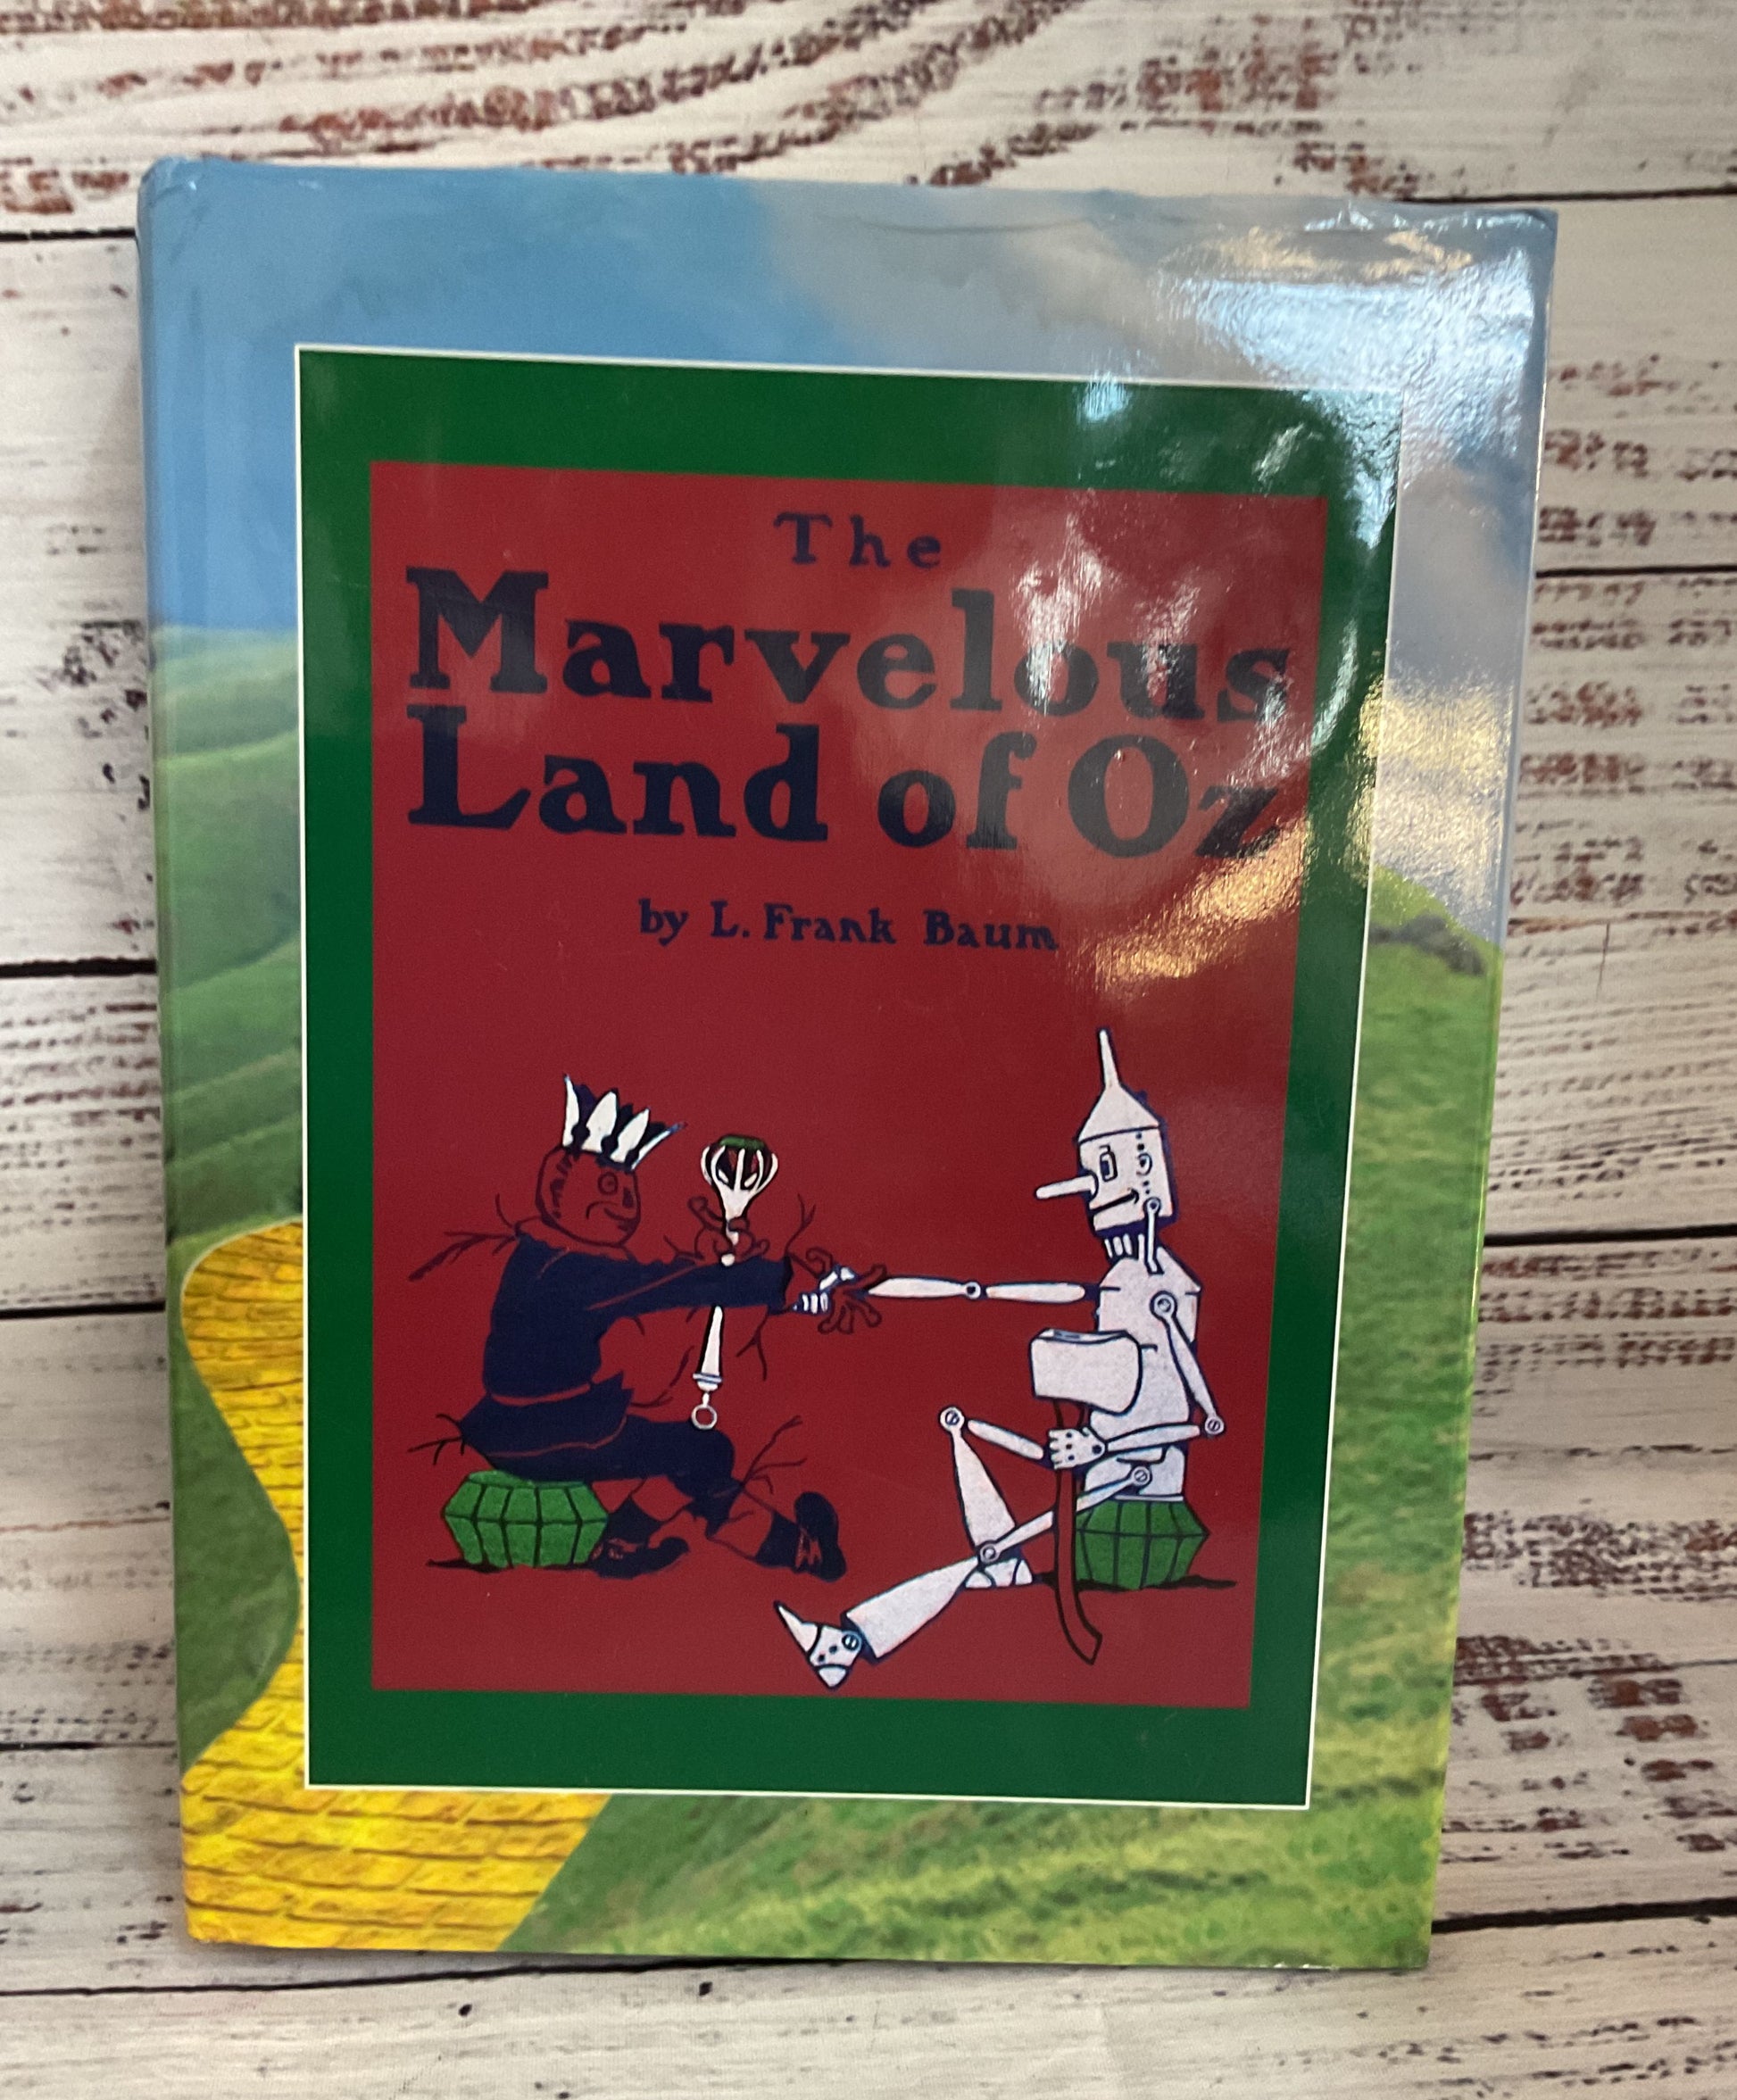 The
Marvelous
Land of Oz
by L. Frank Baum